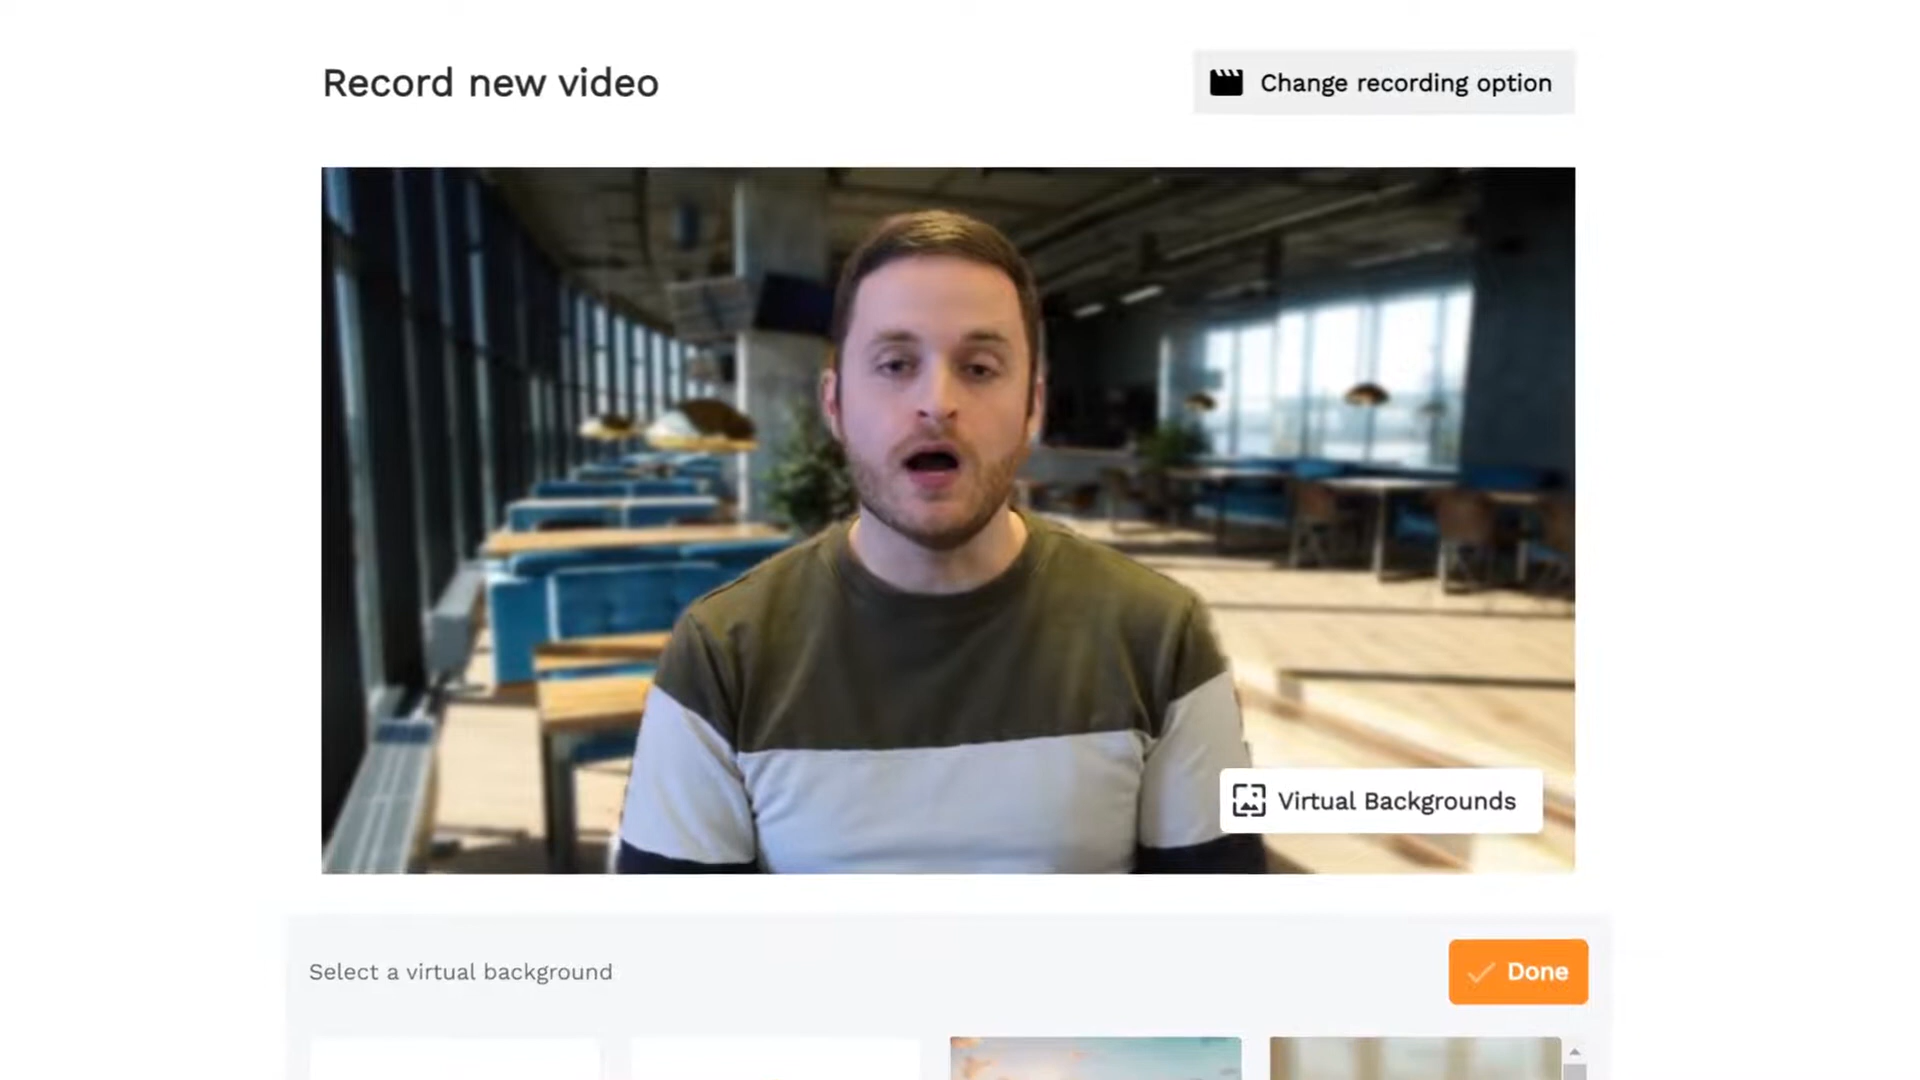 Record new video
Change recording option
Virtual Backgrounds
Select a virtual background
Done